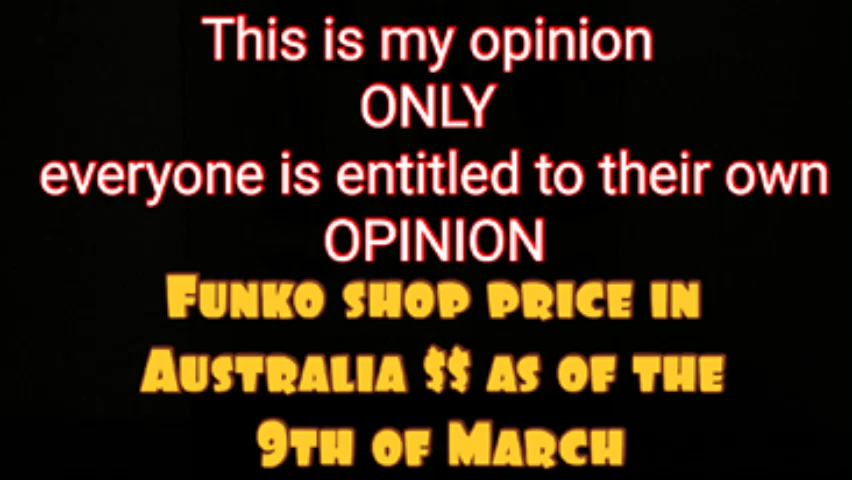 This is my opinion
ONLY
everyone is entitled to their own
OPINION
Funko shop price in
Australia $$ as of the
9th of March